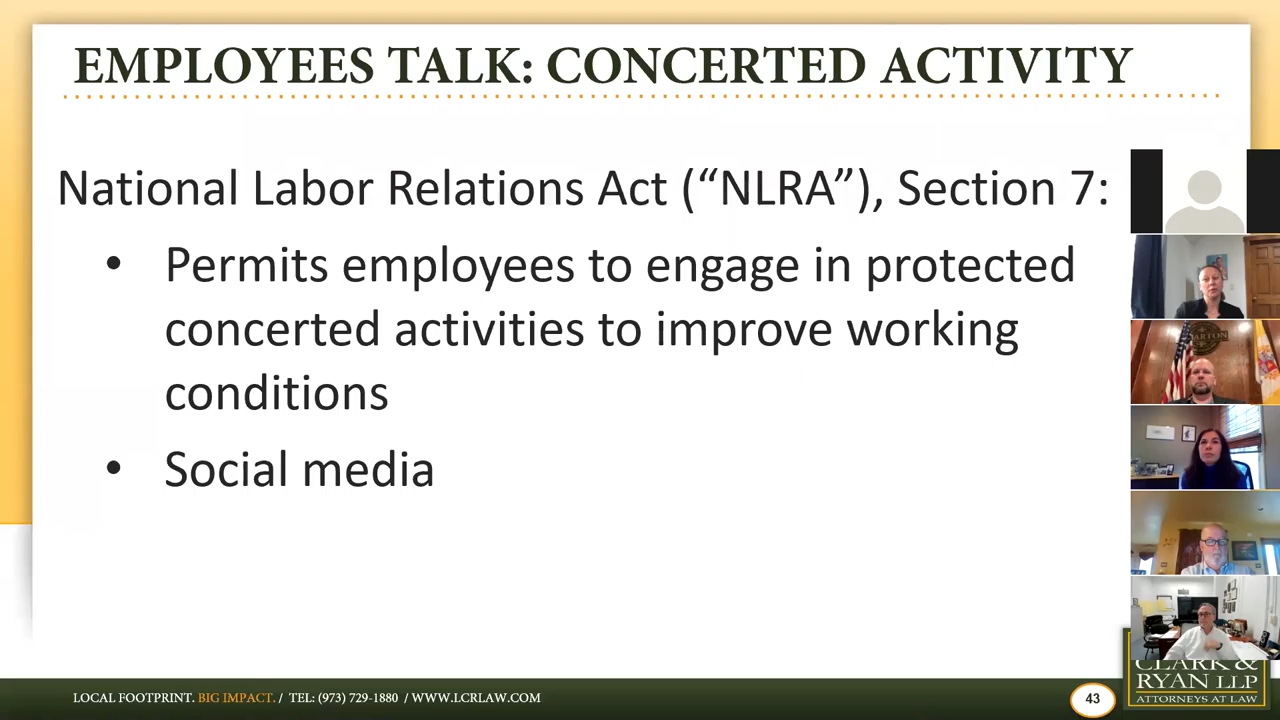 EMPLOYEES TALK: CONCERTED ACTIVITY
National Labor Relations Act (“NLRA”), Section 7:
• Permits employees to engage in protected
concerted activities to improve working
conditions
• Social media
ARTON
CLARK &
RYAN LLP
ATTORNEYS AT LAW
LOCAL FOOTPRINT. BIG IMPACT. / TEL: (973) 729-1880 / WWW.LCRLAW.COM
43